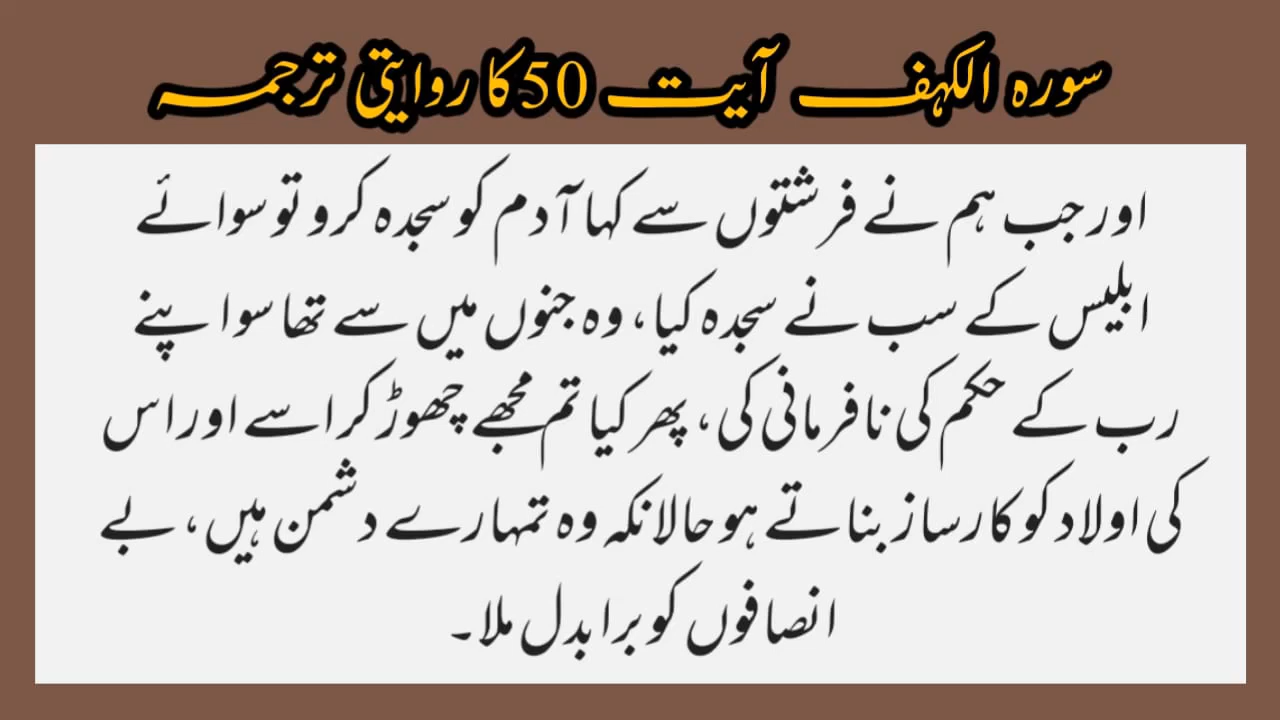 سورہ الکہف آیت 50 کا روایتی ترجمہ
اور جب ہم نے فرشتوں سے کہا آدم کو سجدہ کرو تو سوائے
ابلیس کے سب نے سجدہ کیا، وہ جنوں میں سے تھا سو اپنے
رب کے حکم کی نافرمانی کی، پھر کیا تم مجھے چھوڑ کر اسے اور اس
کی اولاد کو کارساز بناتے ہو حالانکہ وہ تمہارے دشمن ہیں، بے
انصافوں کو برا بدل ملا۔